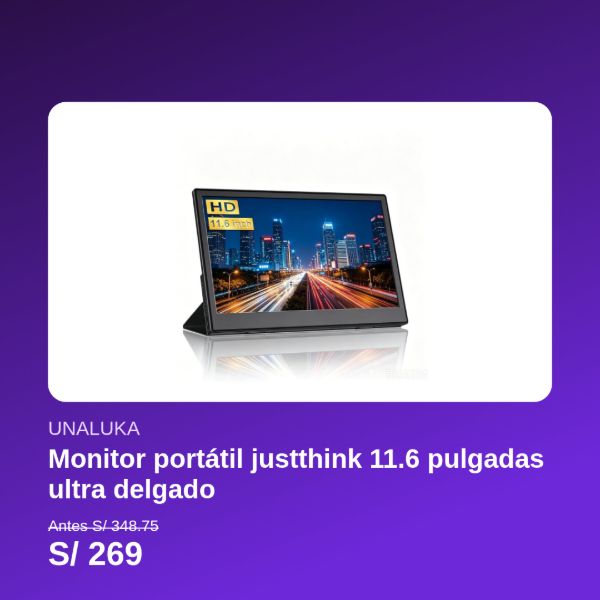 HD
11.6 inch
UNALUKA
Monitor portátil justthink 11.6 pulgadas
ultra delgado
Antes S/ 348.75
S/ 269